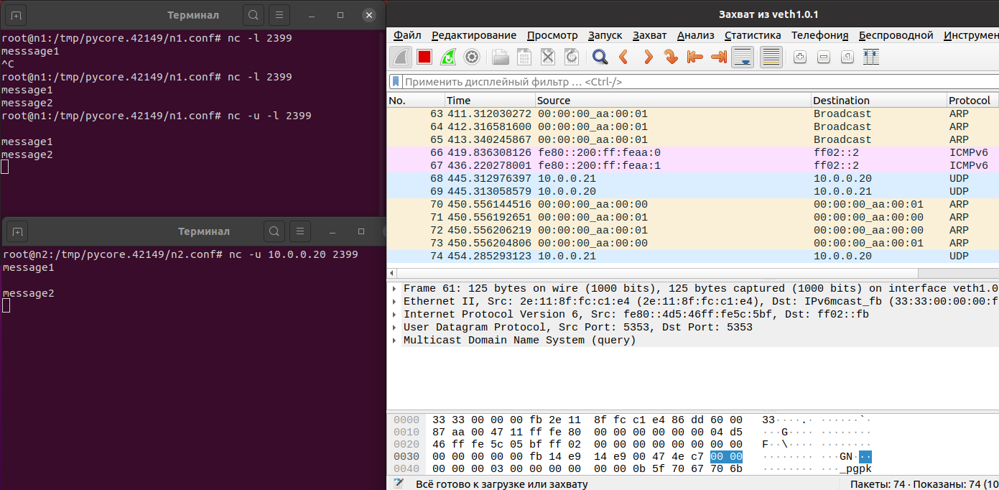 Терминал
root@n1:/tmp/pycore.42149/n1.conf# nc -l 2399
messsage1
^C
root@n1:/tmp/pycore.42149/n1.conf# nc -l 2399
message1
message2
root@n1:/tmp/pycore.42149/n1.conf# nc -u -l 2399
message1
message2
Терминал
root@n2:/tmp/pycore.42149/n2.conf# nc -u 10.0.0.20 2399
message1
message2
Захват из veth1.0.1
Файл Редактирование Просмотр Запуск Захват Анализ Статистика Телефония Беспроводной Инструмен
Применить дисплейный фильтр … <Ctrl-/>
No. Time Source Destination Protocol
63 411.312030272 00:00:00_aa:00:01 Broadcast ARP
64 412.316581600 00:00:00_aa:00:01 Broadcast ARP
65 413.340245867 00:00:00_aa:00:01 Broadcast ARP
66 419.836308126 fe80::200:ff:feaa:0 ff02::2 ICMPv6
67 436.220278001 fe80::200:ff:feaa:1 ff02::2 ICMPv6
68 445.312976397 10.0.0.21 10.0.0.20 UDP
69 445.313058579 10.0.0.20 10.0.0.21 UDP
70 450.556144516 00:00:00_aa:00:00 00:00:00_aa:00:01 ARP
71 450.556192651 00:00:00_aa:00:01 00:00:00_aa:00:00 ARP
72 450.556206219 00:00:00_aa:00:01 00:00:00_aa:00:00 ARP
73 450.556204806 00:00:00_aa:00:00 00:00:00_aa:00:01 ARP
74 454.285293123 10.0.0.21 10.0.0.20 UDP
Frame 61: 125 bytes on wire (1000 bits), 125 bytes captured (1000 bits) on interface veth1.0
Ethernet II, Src: 2e:11:8f:fc:c1:e4 (2e:11:8f:fc:c1:e4), Dst: IPv6mcast_fb (33:33:00:00:00:f
Internet Protocol Version 6, Src: fe80::4d5:46ff:fe5c:5bf, Dst: ff02::fb
User Datagram Protocol, Src Port: 5353, Dst Port: 5353
Multicast Domain Name System (query)
0000 33 33 00 00 00 fb 2e 11 8f fc c1 e4 86 dd 60 00 33····.· ······`·
0010 87 aa 00 47 11 ff fe 80 00 00 00 00 00 00 04 d5 ···G···· ········
0020 46 ff fe 5c 05 bf ff 02 00 00 00 00 00 00 00 00 F··\···· ········
0030 00 00 00 00 00 fb 14 e9 14 e9 00 47 4e c7 00 00 ········ ···GN···
0040 00 00 00 03 00 00 00 00 00 00 0b 5f 70 67 70 6b ········ ···_pgpk
Всё готово к загрузке или захвату
Пакеты: 74 · Показаны: 74 (10